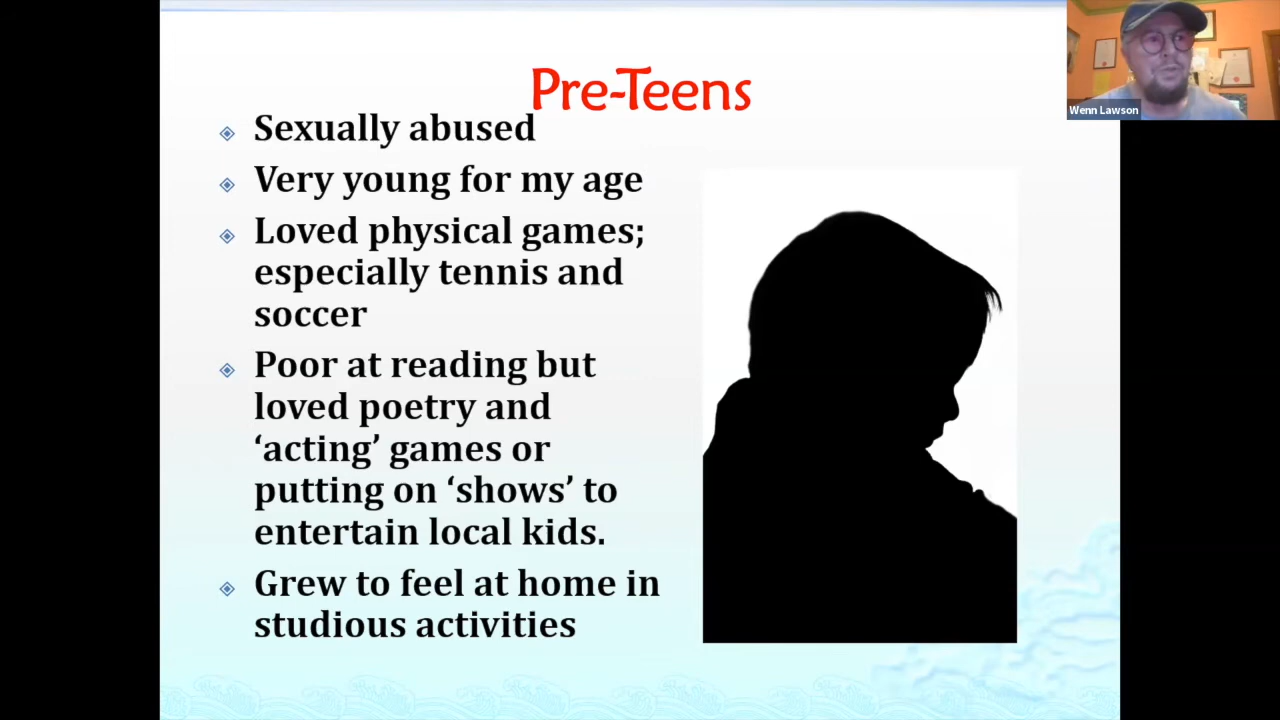 Pre-Teens
Sexually abused
Very young for my age
Loved physical games;
especially tennis and
soccer
Poor at reading but
loved poetry and
‘acting’ games or
putting on ‘shows’ to
entertain local kids.
Grew to feel at home in
studious activities
Wenn Lawson